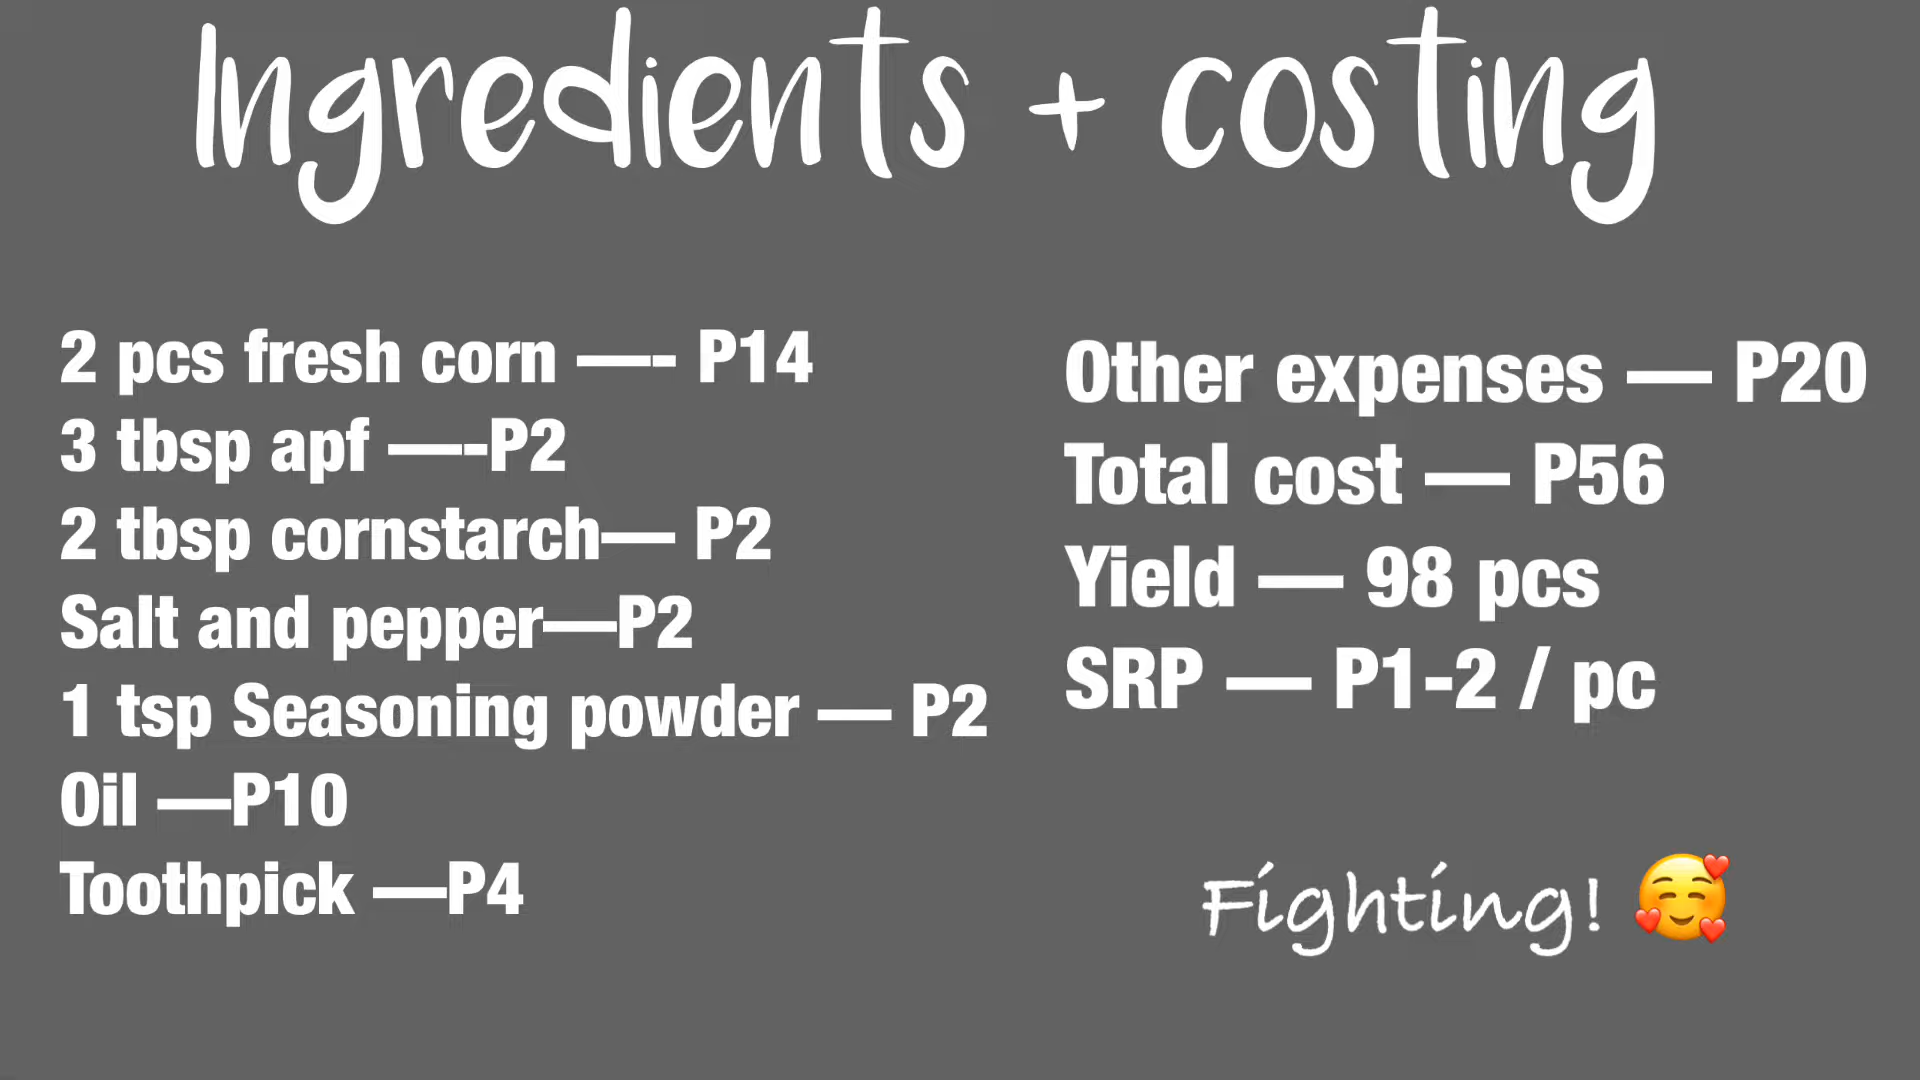 Ingredients + costing
2 pcs fresh corn —-- P14
3 tbsp apf —--P2
2 tbsp cornstarch— P2
Salt and pepper—P2
1 tsp Seasoning powder — P2
Oil —P10
Toothpick —P4
Other expenses — P20
Total cost — P56
Yield — 98 pcs
SRP — P1-2 / pc
Fighting! 🥰